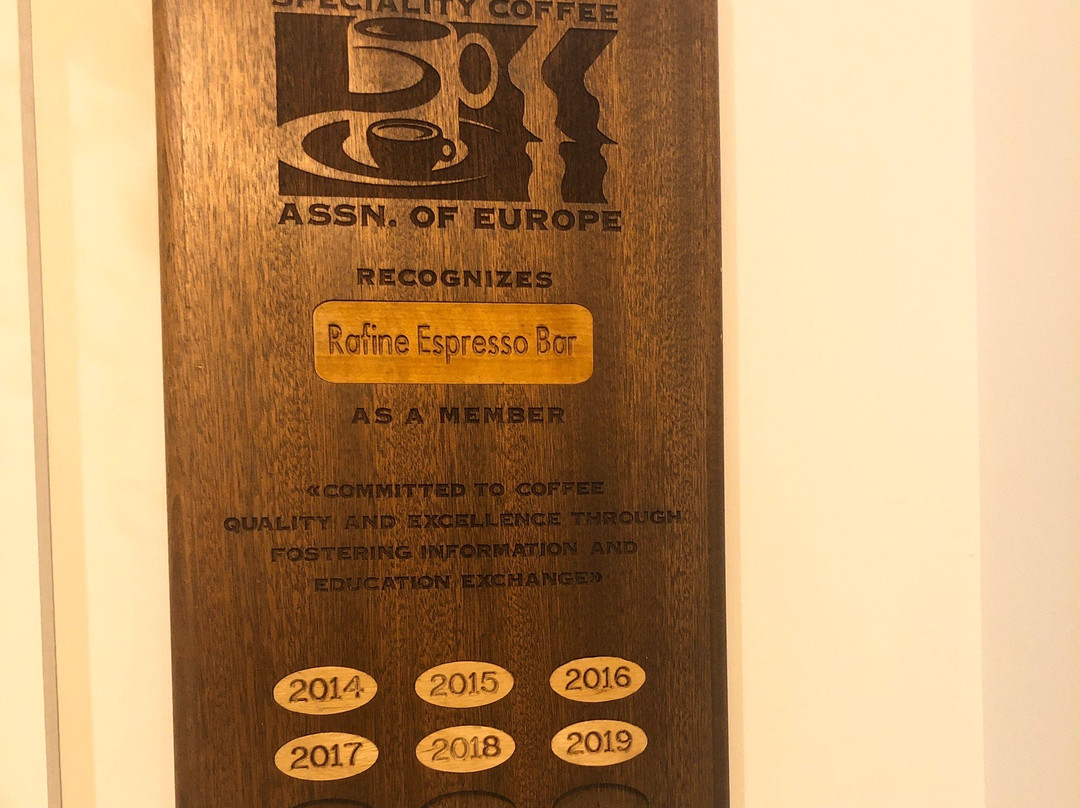 SPECIALITY COFFEE
ASSN. OF EUROPE
RECOGNIZES
Rafine Espresso Bar
AS A MEMBER
«COMMITTED TO COFFEE
QUALITY AND EXCELLENCE THROUGH
FOSTERING INFORMATION AND
EDUCATION EXCHANGE»
2014 2015 2016
2017 2018 2019